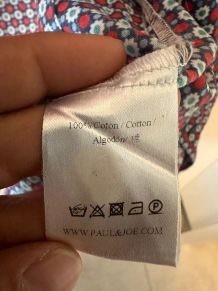 100% Coton / Cotton /
Algodón /
WWW.PAUL&JOE.COM